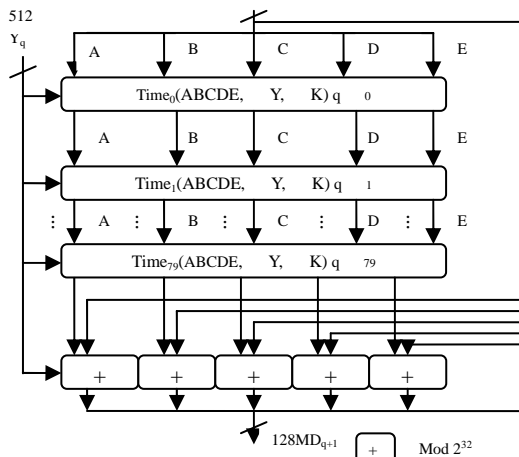 512
Yq
A B C D E
Time0(ABCDE, Y, K) q 0
A B C D E
Time1(ABCDE, Y, K) q 1
⋮ A ⋮ B ⋮ C ⋮ D ⋮ E
Time79(ABCDE, Y, K) q 79
+ + + + +
128MDq+1
+ Mod 2^32